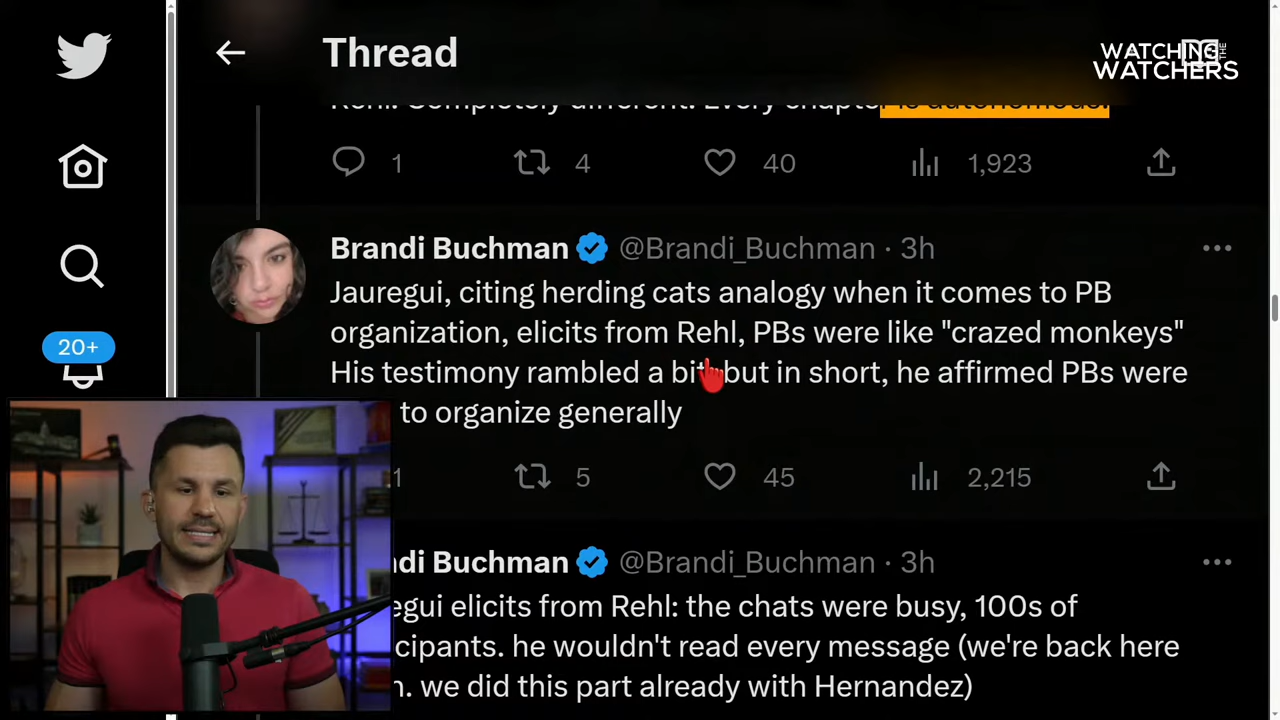 Thread
WATCHING THE
WATCHERS
Rehl: Completely different. Every chapter is autonomous.
1 4 40 1,923
Brandi Buchman @Brandi_Buchman · 3h
Jauregui, citing herding cats analogy when it comes to PB
organization, elicits from Rehl, PBs were like "crazed monkeys"
His testimony rambled a bit but in short, he affirmed PBs were
to organize generally
20+
1 5 45 2,215
di Buchman @Brandi_Buchman · 3h
egui elicits from Rehl: the chats were busy, 100s of
cipants. he wouldn't read every message (we're back here
n. we did this part already with Hernandez)